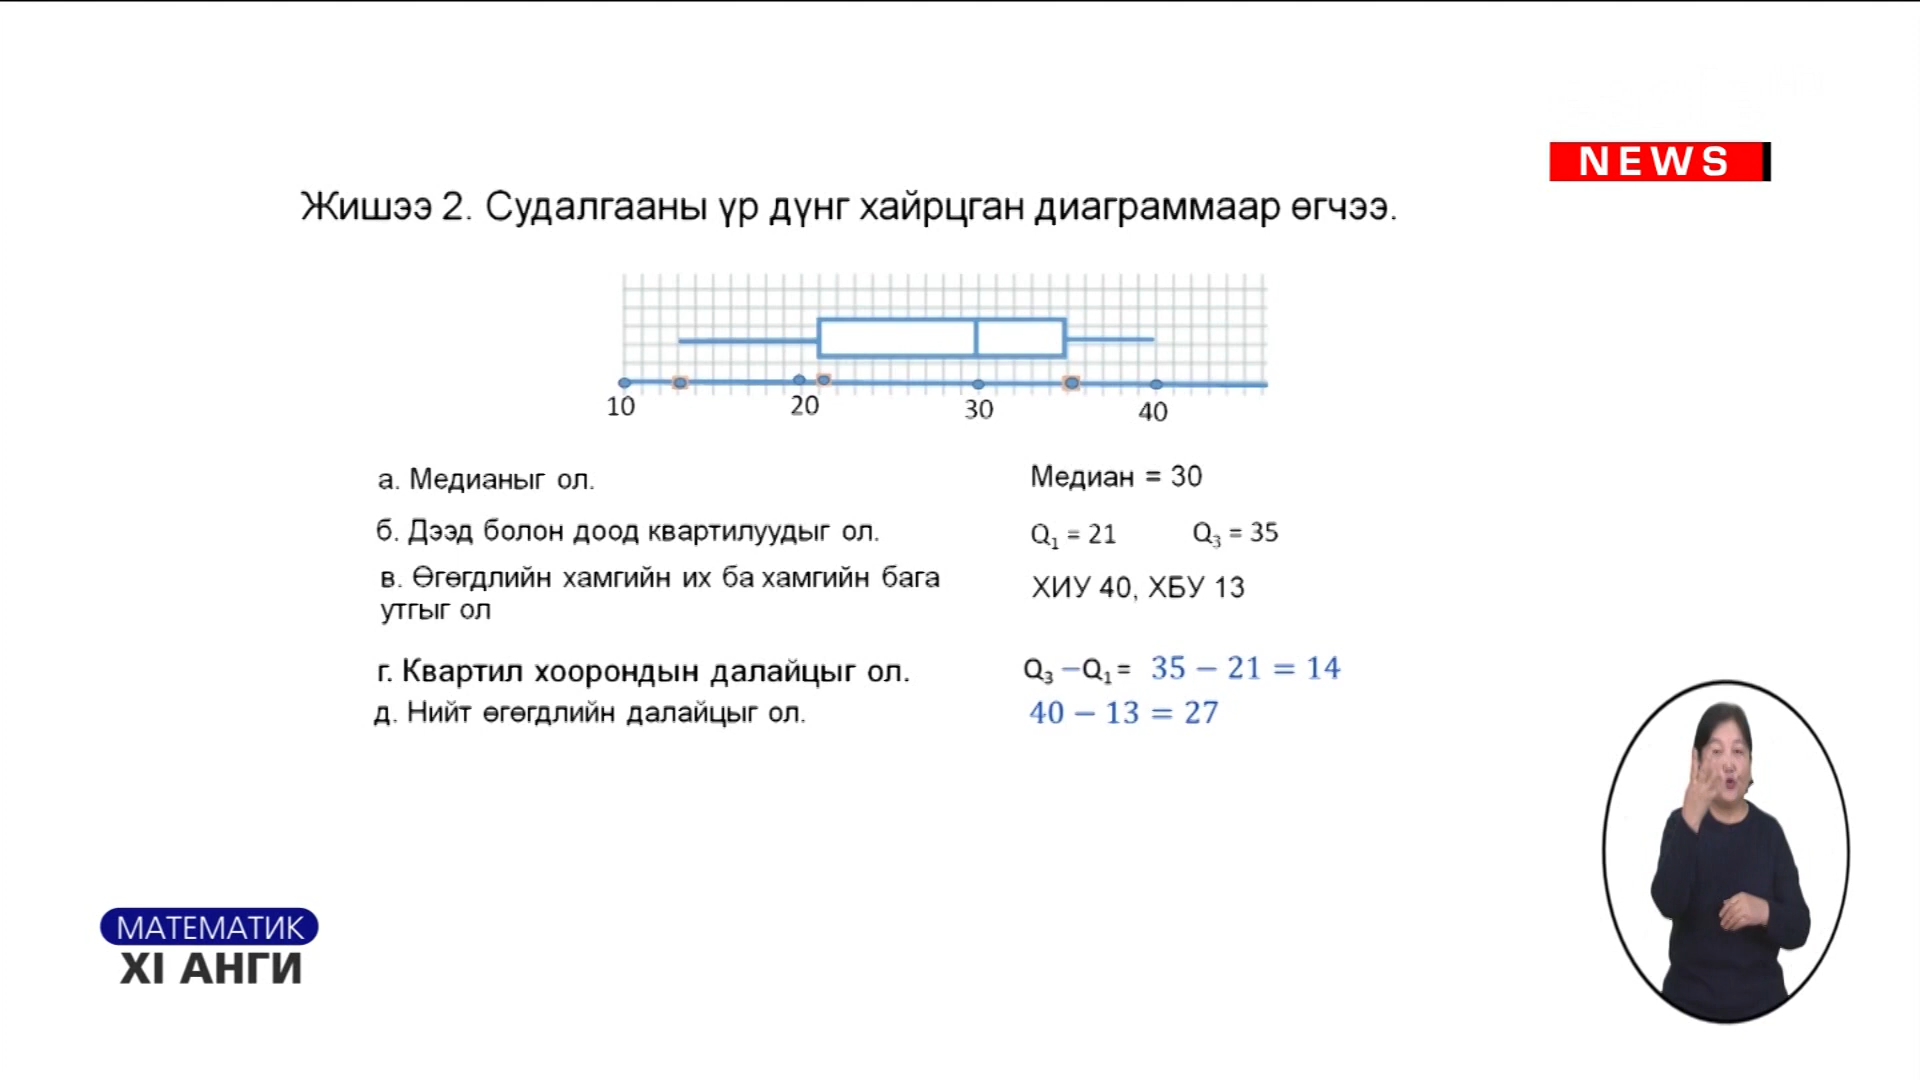 NEWS
Жишээ 2. Судалгааны үр дүнг хайрцган диаграммаар өгчээ.
10 20 30 40
а. Медианыг ол. Медиан = 30
б. Дээд болон доод квартилуудыг ол. Q₁ = 21 Q₃ = 35
в. Өгөгдлийн хамгийн их ба хамгийн бага
утгыг ол
ХИУ 40, ХБУ 13
г. Квартил хоорондын далайцыг ол. Q₃ −Q₁ = 35 − 21 = 14
д. Нийт өгөгдлийн далайцыг ол. 40 − 13 = 27
МАТЕМАТИК
XI АНГИ